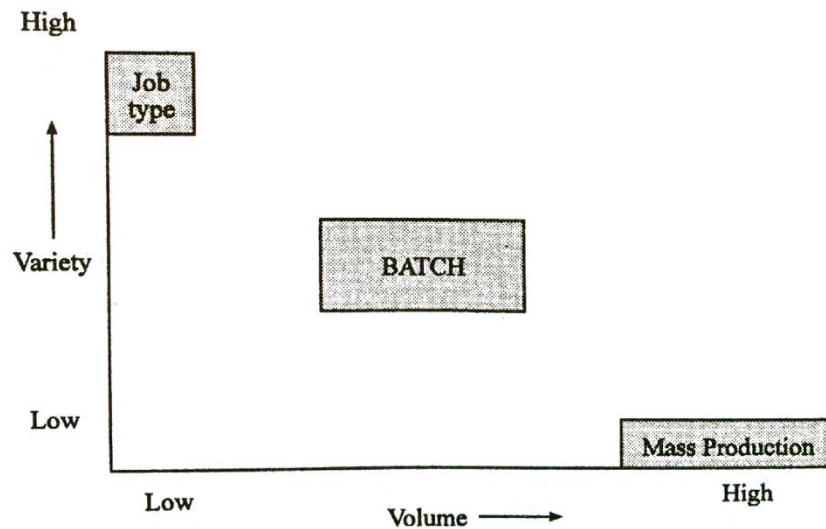 High
Job
type
Variety
BATCH
Low
Mass Production
Low
High
Volume